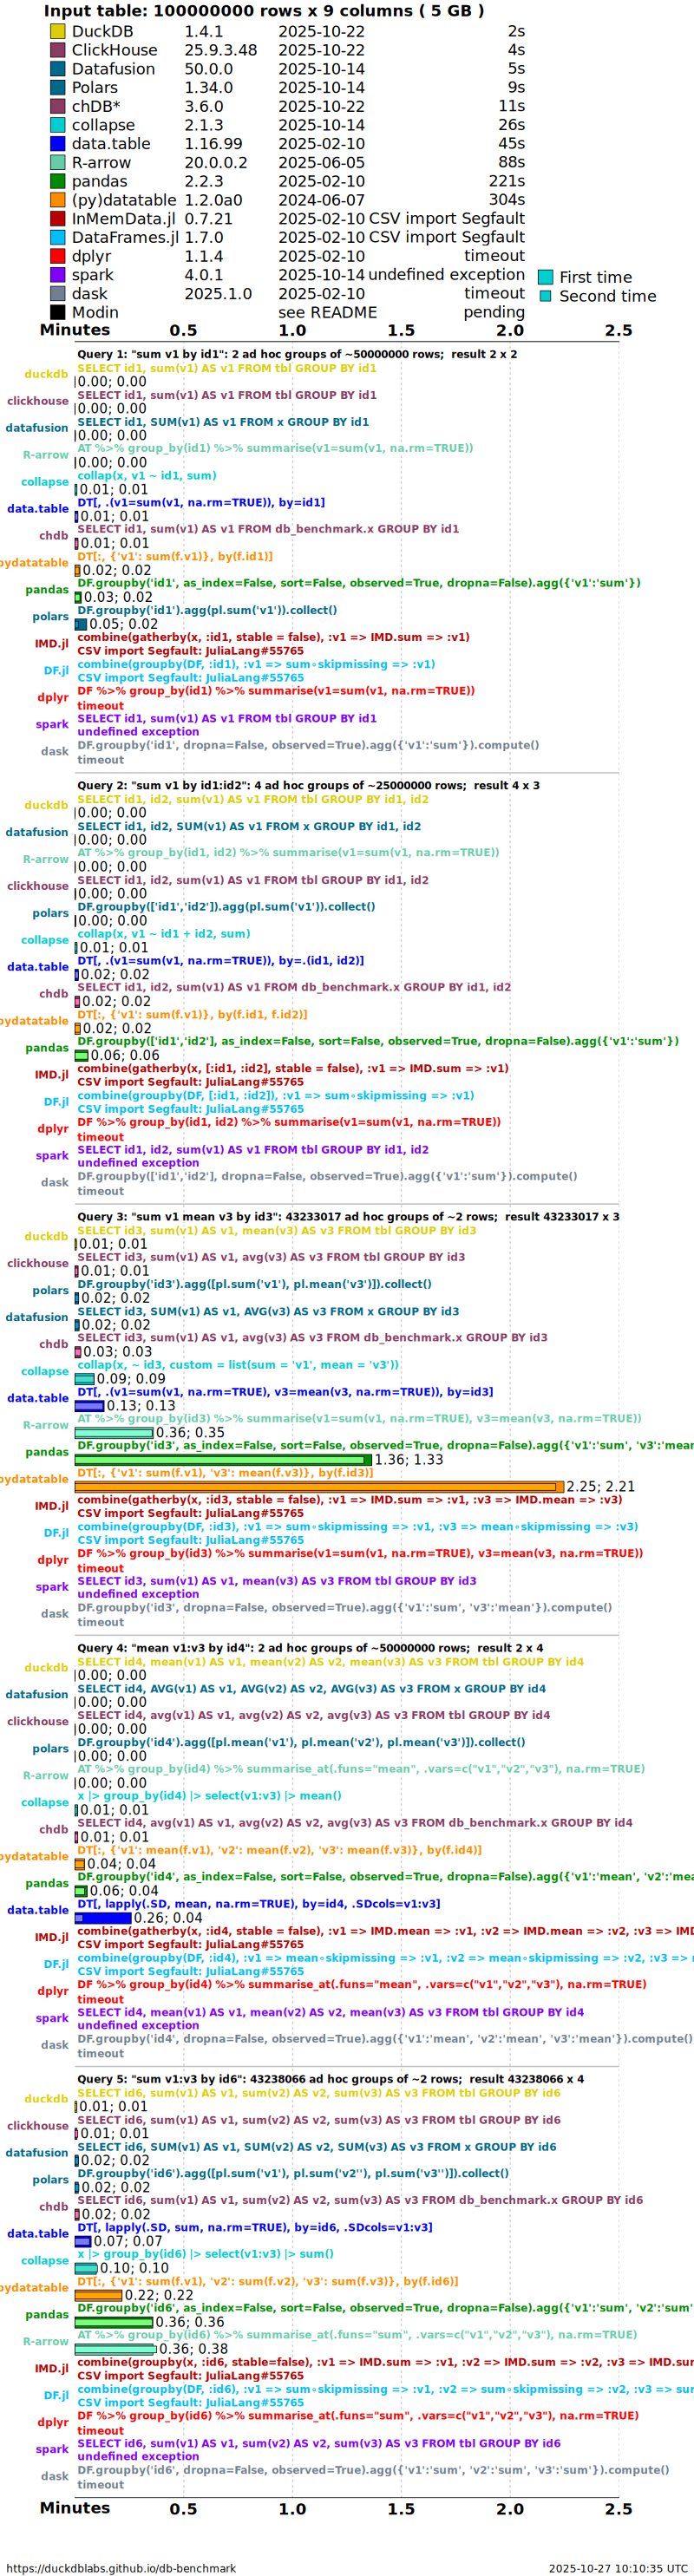 Input table: 100000000 rows x 9 columns ( 5 GB )
DuckDB 1.4.1 2025-10-22 2s
ClickHouse 25.9.3.48 2025-10-22 4s
Datafusion 50.0.0 2025-10-14 5s
Polars 1.34.0 2025-10-14 9s
chDB* 3.6.0 2025-10-22 11s
collapse 2.1.3 2025-10-14 26s
data.table 1.16.99 2025-02-10 45s
R-arrow 20.0.0.2 2025-06-05 88s
pandas 2.2.3 2025-02-10 221s
(py)datatable 1.2.0a0 2024-06-07 304s
InMemData.jl 0.7.21 2025-02-10 CSV import Segfault
DataFrames.jl 1.7.0 2025-02-10 CSV import Segfault
dplyr 1.1.4 2025-02-10 timeout
spark 4.0.1 2025-10-14 undefined exception
dask 2025.1.0 2025-02-10 timeout
Modin see README pending
First time
Second time
Minutes 0.5 1.0 1.5 2.0 2.5
Query 1: "sum v1 by id1": 2 ad hoc groups of ~50000000 rows; result 2 x 2
duckdb SELECT id1, sum(v1) AS v1 FROM tbl GROUP BY id1
0.00; 0.00
clickhouse SELECT id1, sum(v1) AS v1 FROM tbl GROUP BY id1
0.00; 0.00
datafusion SELECT id1, SUM(v1) AS v1 FROM x GROUP BY id1
0.00; 0.00
R-arrow AT %>% group_by(id1) %>% summarise(v1=sum(v1, na.rm=TRUE))
0.00; 0.00
collapse collap(x, v1 ~ id1, sum)
0.01; 0.01
data.table DT[, .(v1=sum(v1, na.rm=TRUE)), by=id1]
0.01; 0.01
chdb SELECT id1, sum(v1) AS v1 FROM db_benchmark.x GROUP BY id1
0.01; 0.01
pydatatable DT[:, {'v1': sum(f.v1)}, by(f.id1)]
0.02; 0.02
pandas DF.groupby('id1', as_index=False, sort=False, observed=True, dropna=False).agg({'v1':'sum'})
0.03; 0.02
polars DF.groupby('id1').agg(pl.sum('v1')).collect()
0.05; 0.02
IMD.jl combine(gatherby(x, :id1, stable = false), :v1 => IMD.sum => :v1)
CSV import Segfault: JuliaLang#55765
DF.jl combine(groupby(DF, :id1), :v1 => sum∘skipmissing => :v1)
CSV import Segfault: JuliaLang#55765
dplyr DF %>% group_by(id1) %>% summarise(v1=sum(v1, na.rm=TRUE))
timeout
spark SELECT id1, sum(v1) AS v1 FROM tbl GROUP BY id1
undefined exception
dask DF.groupby('id1', dropna=False, observed=True).agg({'v1':'sum'}).compute()
timeout
Query 2: "sum v1 by id1:id2": 4 ad hoc groups of ~25000000 rows; result 4 x 3
duckdb SELECT id1, id2, sum(v1) AS v1 FROM tbl GROUP BY id1, id2
0.00; 0.00
datafusion SELECT id1, id2, SUM(v1) AS v1 FROM x GROUP BY id1, id2
0.00; 0.00
R-arrow AT %>% group_by(id1, id2) %>% summarise(v1=sum(v1, na.rm=TRUE))
0.00; 0.00
clickhouse SELECT id1, id2, sum(v1) AS v1 FROM tbl GROUP BY id1, id2
0.00; 0.00
polars DF.groupby(['id1','id2']).agg(pl.sum('v1')).collect()
0.00; 0.00
collapse collap(x, v1 ~ id1 + id2, sum)
0.01; 0.01
data.table DT[, .(v1=sum(v1, na.rm=TRUE)), by=.(id1, id2)]
0.02; 0.02
chdb SELECT id1, id2, sum(v1) AS v1 FROM db_benchmark.x GROUP BY id1, id2
0.02; 0.02
pydatatable DT[:, {'v1': sum(f.v1)}, by(f.id1, f.id2)]
0.02; 0.02
pandas DF.groupby(['id1','id2'], as_index=False, sort=False, observed=True, dropna=False).agg({'v1':'sum'})
0.06; 0.06
IMD.jl combine(gatherby(x, [:id1, :id2], stable = false), :v1 => IMD.sum => :v1)
CSV import Segfault: JuliaLang#55765
DF.jl combine(groupby(DF, [:id1, :id2]), :v1 => sum∘skipmissing => :v1)
CSV import Segfault: JuliaLang#55765
dplyr DF %>% group_by(id1, id2) %>% summarise(v1=sum(v1, na.rm=TRUE))
timeout
spark SELECT id1, id2, sum(v1) AS v1 FROM tbl GROUP BY id1, id2
undefined exception
dask DF.groupby(['id1','id2'], dropna=False, observed=True).agg({'v1':'sum'}).compute()
timeout
Query 3: "sum v1 mean v3 by id3": 43233017 ad hoc groups of ~2 rows; result 43233017 x 3
duckdb SELECT id3, sum(v1) AS v1, mean(v3) AS v3 FROM tbl GROUP BY id3
0.01; 0.01
clickhouse SELECT id3, sum(v1) AS v1, avg(v3) AS v3 FROM tbl GROUP BY id3
0.01; 0.01
polars DF.groupby('id3').agg([pl.sum('v1'), pl.mean('v3')]).collect()
0.02; 0.02
datafusion SELECT id3, SUM(v1) AS v1, AVG(v3) AS v3 FROM x GROUP BY id3
0.02; 0.02
chdb SELECT id3, sum(v1) AS v1, avg(v3) AS v3 FROM db_benchmark.x GROUP BY id3
0.03; 0.03
collapse collap(x, ~ id3, custom = list(sum = 'v1', mean = 'v3'))
0.09; 0.09
data.table DT[, .(v1=sum(v1, na.rm=TRUE), v3=mean(v3, na.rm=TRUE)), by=id3]
0.13; 0.13
R-arrow AT %>% group_by(id3) %>% summarise(v1=sum(v1, na.rm=TRUE), v3=mean(v3, na.rm=TRUE))
0.36; 0.35
pandas DF.groupby('id3', as_index=False, sort=False, observed=True, dropna=False).agg({'v1':'sum', 'v3':'mean
1.36; 1.33
pydatatable DT[:, {'v1': sum(f.v1), 'v3': mean(f.v3)}, by(f.id3)]
2.25; 2.21
IMD.jl combine(gatherby(x, :id3, stable = false), :v1 => IMD.sum => :v1, :v3 => IMD.mean => :v3)
CSV import Segfault: JuliaLang#55765
DF.jl combine(groupby(DF, :id3), :v1 => sum∘skipmissing => :v1, :v3 => mean∘skipmissing => :v3)
CSV import Segfault: JuliaLang#55765
dplyr DF %>% group_by(id3) %>% summarise(v1=sum(v1, na.rm=TRUE), v3=mean(v3, na.rm=TRUE))
timeout
spark SELECT id3, sum(v1) AS v1, mean(v3) AS v3 FROM tbl GROUP BY id3
undefined exception
dask DF.groupby('id3', dropna=False, observed=True).agg({'v1':'sum', 'v3':'mean'}).compute()
timeout
Query 4: "mean v1:v3 by id4": 2 ad hoc groups of ~50000000 rows; result 2 x 4
duckdb SELECT id4, mean(v1) AS v1, mean(v2) AS v2, mean(v3) AS v3 FROM tbl GROUP BY id4
0.00; 0.00
datafusion SELECT id4, AVG(v1) AS v1, AVG(v2) AS v2, AVG(v3) AS v3 FROM x GROUP BY id4
0.00; 0.00
clickhouse SELECT id4, avg(v1) AS v1, avg(v2) AS v2, avg(v3) AS v3 FROM tbl GROUP BY id4
0.00; 0.00
polars DF.groupby('id4').agg([pl.mean('v1'), pl.mean('v2'), pl.mean('v3')]).collect()
0.00; 0.00
R-arrow AT %>% group_by(id4) %>% summarise_at(.funs="mean", .vars=c("v1","v2","v3"), na.rm=TRUE)
0.00; 0.00
collapse x |> group_by(id4) |> select(v1:v3) |> mean()
0.01; 0.01
chdb SELECT id4, avg(v1) AS v1, avg(v2) AS v2, avg(v3) AS v3 FROM db_benchmark.x GROUP BY id4
0.01; 0.01
pydatatable DT[:, {'v1': mean(f.v1), 'v2': mean(f.v2), 'v3': mean(f.v3)}, by(f.id4)]
0.04; 0.04
pandas DF.groupby('id4', as_index=False, sort=False, observed=True, dropna=False).agg({'v1':'mean', 'v2':'mea
0.06; 0.04
data.table DT[, lapply(.SD, mean, na.rm=TRUE), by=id4, .SDcols=v1:v3]
0.26; 0.04
IMD.jl combine(gatherby(x, :id4, stable = false), :v1 => IMD.mean => :v1, :v2 => IMD.mean => :v2, :v3 => IMD
CSV import Segfault: JuliaLang#55765
DF.jl combine(groupby(DF, :id4), :v1 => mean∘skipmissing => :v1, :v2 => mean∘skipmissing => :v2, :v3 =>
CSV import Segfault: JuliaLang#55765
dplyr DF %>% group_by(id4) %>% summarise_at(.funs="mean", .vars=c("v1","v2","v3"), na.rm=TRUE)
timeout
spark SELECT id4, mean(v1) AS v1, mean(v2) AS v2, mean(v3) AS v3 FROM tbl GROUP BY id4
undefined exception
dask DF.groupby('id4', dropna=False, observed=True).agg({'v1':'mean', 'v2':'mean', 'v3':'mean'}).compute()
timeout
Query 5: "sum v1:v3 by id6": 43238066 ad hoc groups of ~2 rows; result 43238066 x 4
duckdb SELECT id6, sum(v1) AS v1, sum(v2) AS v2, sum(v3) AS v3 FROM tbl GROUP BY id6
0.01; 0.01
clickhouse SELECT id6, sum(v1) AS v1, sum(v2) AS v2, sum(v3) AS v3 FROM tbl GROUP BY id6
0.01; 0.01
datafusion SELECT id6, SUM(v1) AS v1, SUM(v2) AS v2, SUM(v3) AS v3 FROM x GROUP BY id6
0.02; 0.02
polars DF.groupby('id6').agg([pl.sum('v1'), pl.sum('v2''), pl.sum('v3'')]).collect()
0.02; 0.02
chdb SELECT id6, sum(v1) AS v1, sum(v2) AS v2, sum(v3) AS v3 FROM db_benchmark.x GROUP BY id6
0.02; 0.02
data.table DT[, lapply(.SD, sum, na.rm=TRUE), by=id6, .SDcols=v1:v3]
0.07; 0.07
collapse x |> group_by(id6) |> select(v1:v3) |> sum()
0.10; 0.10
pydatatable DT[:, {'v1': sum(f.v1), 'v2': sum(f.v2), 'v3': sum(f.v3)}, by(f.id6)]
0.22; 0.22
pandas DF.groupby('id6', as_index=False, sort=False, observed=True, dropna=False).agg({'v1':'sum', 'v2':'sum'
0.36; 0.36
R-arrow AT %>% group_by(id6) %>% summarise_at(.funs="sum", .vars=c("v1","v2","v3"), na.rm=TRUE)
0.36; 0.38
IMD.jl combine(groupby(x, :id6, stable=false), :v1 => IMD.sum => :v1, :v2 => IMD.sum => :v2, :v3 => IMD.sum
CSV import Segfault: JuliaLang#55765
DF.jl combine(groupby(DF, :id6), :v1 => sum∘skipmissing => :v1, :v2 => sum∘skipmissing => :v2, :v3 => sum
CSV import Segfault: JuliaLang#55765
dplyr DF %>% group_by(id6) %>% summarise_at(.funs="sum", .vars=c("v1","v2","v3"), na.rm=TRUE)
timeout
spark SELECT id6, sum(v1) AS v1, sum(v2) AS v2, sum(v3) AS v3 FROM tbl GROUP BY id6
undefined exception
dask DF.groupby('id6', dropna=False, observed=True).agg({'v1':'sum', 'v2':'sum', 'v3':'sum'}).compute()
timeout
Minutes 0.5 1.0 1.5 2.0 2.5
https://duckdblabs.github.io/db-benchmark 2025-10-27 10:10:35 UTC